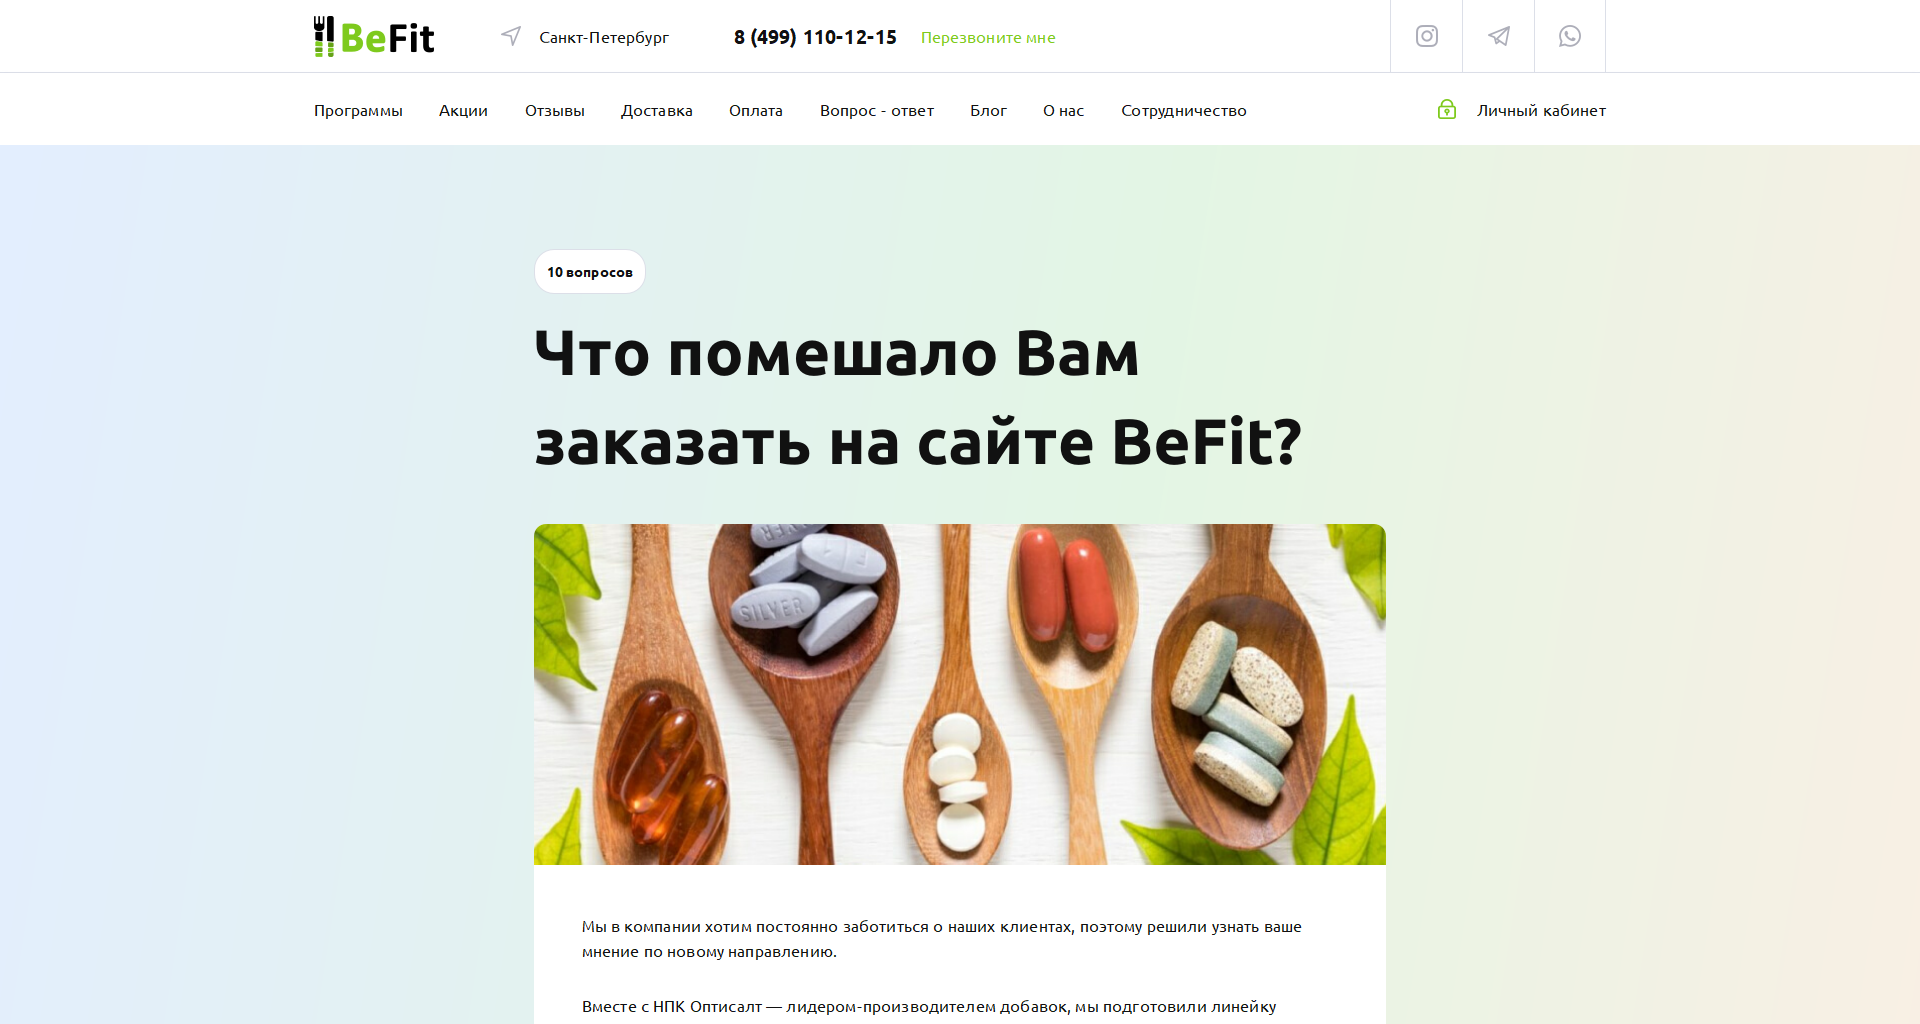 BeFit
Санкт-Петербург
8 (499) 110-12-15
Перезвоните мне
Программы
Акции
Отзывы
Доставка
Оплата
Вопрос - ответ
Блог
О нас
Сотрудничество
Личный кабинет
10 вопросов
Что помешало Вам
заказать на сайте BeFit?
SILVER
Мы в компании хотим постоянно заботиться о наших клиентах, поэтому решили узнать ваше
мнение по новому направлению.
Вместе с НПК Оптисалт — лидером-производителем добавок, мы подготовили линейку